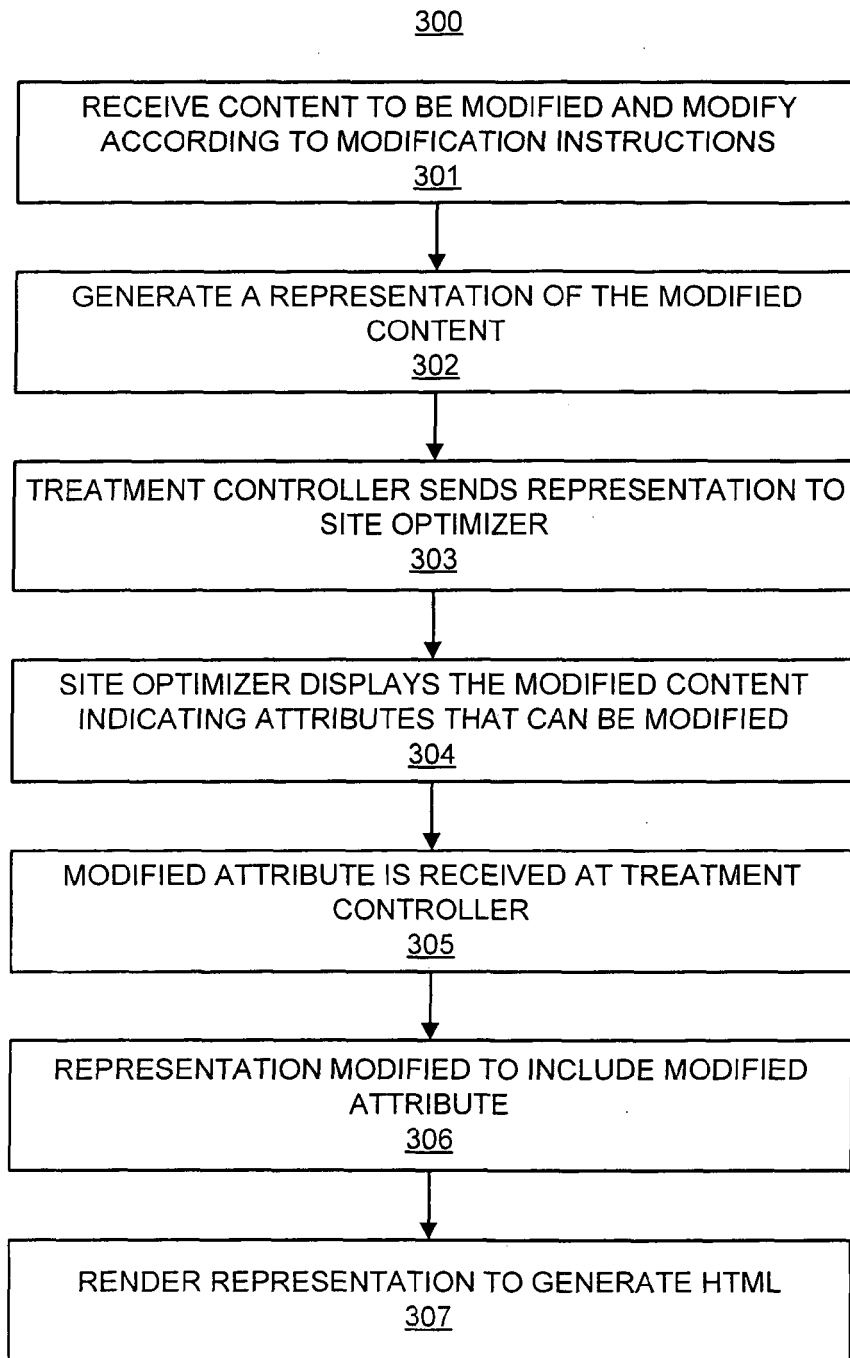 300
RECEIVE CONTENT TO BE MODIFIED AND MODIFY
ACCORDING TO MODIFICATION INSTRUCTIONS
301
GENERATE A REPRESENTATION OF THE MODIFIED
CONTENT
302
TREATMENT CONTROLLER SENDS REPRESENTATION TO
SITE OPTIMIZER
303
SITE OPTIMIZER DISPLAYS THE MODIFIED CONTENT
INDICATING ATTRIBUTES THAT CAN BE MODIFIED
304
MODIFIED ATTRIBUTE IS RECEIVED AT TREATMENT
CONTROLLER
305
REPRESENTATION MODIFIED TO INCLUDE MODIFIED
ATTRIBUTE
306
RENDER REPRESENTATION TO GENERATE HTML
307